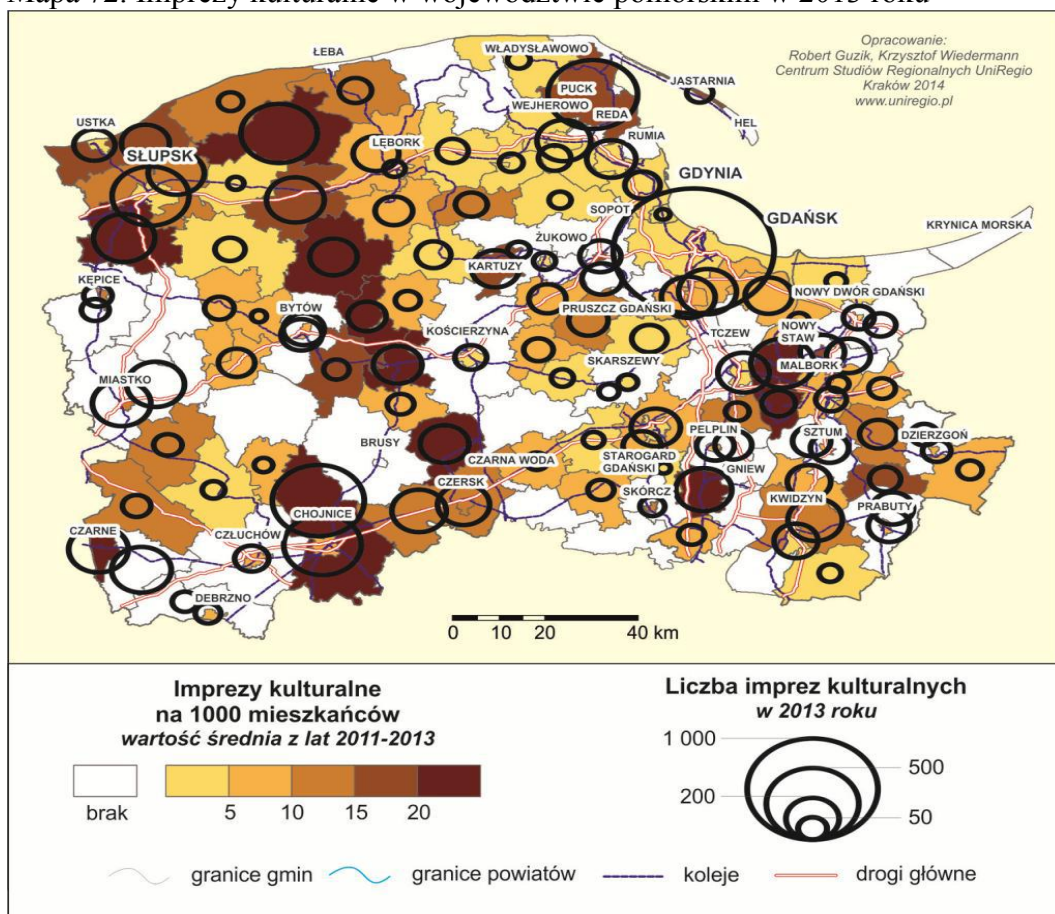 Mapa 72. Imprezy kulturalne w województwie pomorskim w 2013 roku
Opracowanie:
Robert Guzik, Krzysztof Wiedermann
Centrum Studiów Regionalnych UniRegio
Kraków 2014
www.uniregio.pl
ŁEBA
WŁADYSŁAWOWO
JASTARNIA
PUCK
WEJHEROWO
HEL
REDA
USTKA
RUMIA
LĘBORK
SŁUPSK
GDYNIA
SOPOT
GDAŃSK
KRYNICA MORSKA
ŻUKOWO
KARTUZY
KĘPICE
NOWY DWÓR GDAŃSKI
BYTÓW
PRUSZCZ GDAŃSKI
KOŚCIERZYNA
TCZEW
NOWY
STAW
SKARSZEWY
MALBORK
MIASTKO
PELPLIN
SZTUM
DZIERZGOŃ
BRUSY
CZARNA WODA
STAROGARD
GDAŃSKI
GNIEW
CZERSK
SKÓRCZ
KWIDZYN
PRABUTY
CHOJNICE
CZARNE
CZŁUCHÓW
DEBRZNO
0 10 20 40 km
Imprezy kulturalne
na 1000 mieszkańców
wartość średnia z lat 2011-2013
brak 5 10 15 20
Liczba imprez kulturalnych
w 2013 roku
1 000
500
200
50
granice gmin granice powiatów koleje drogi główne